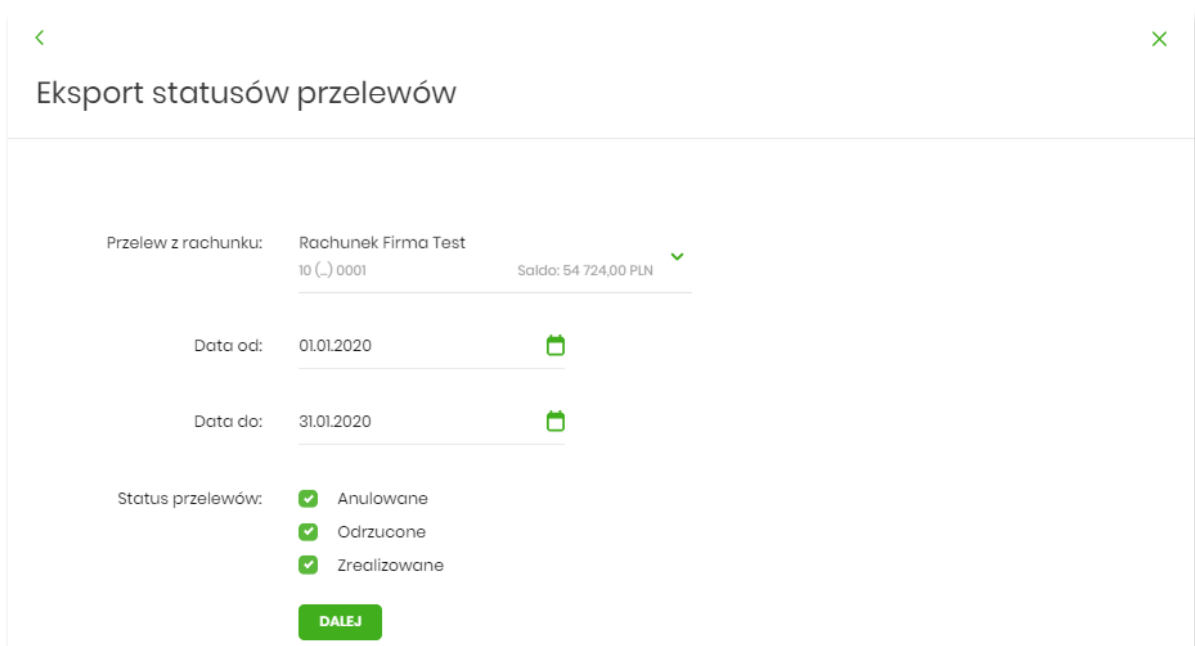 Eksport statusów przelewów
Przelew z rachunku: Rachunek Firma Test
10 (...) 0001 Saldo: 54 724,00 PLN
Data od: 01.01.2020
Data do: 31.01.2020
Status przelewów: Anulowane
Odrzucone
Zrealizowane
DALEJ